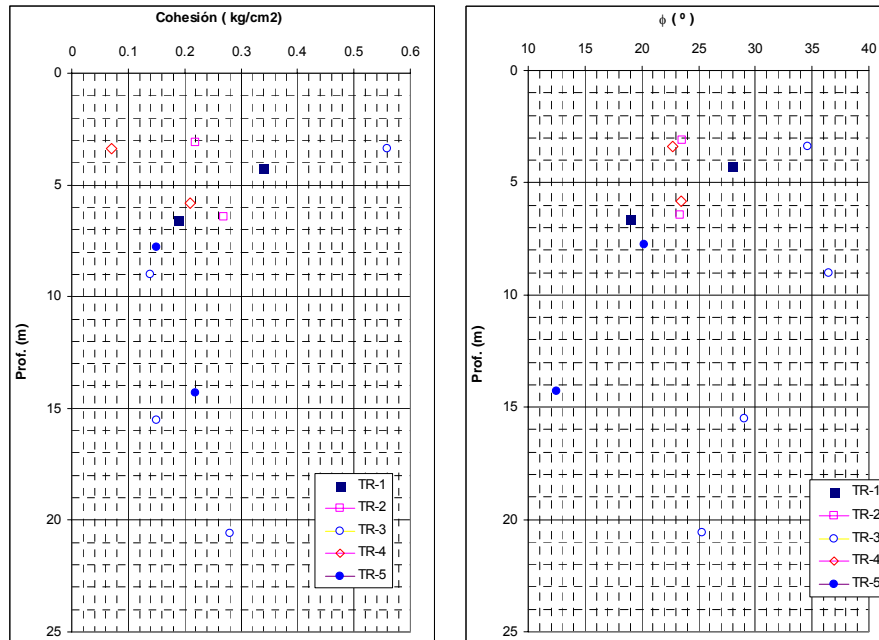 Cohesión ( kg/cm2)
0 0.1 0.2 0.3 0.4 0.5 0.6
0
5
10
15
20
25
Prof. (m)
TR-1
TR-2
TR-3
TR-4
TR-5
ϕ ( º )
10 15 20 25 30 35 40
0
5
10
15
20
25
Prof. (m)
TR-1
TR-2
TR-3
TR-4
TR-5